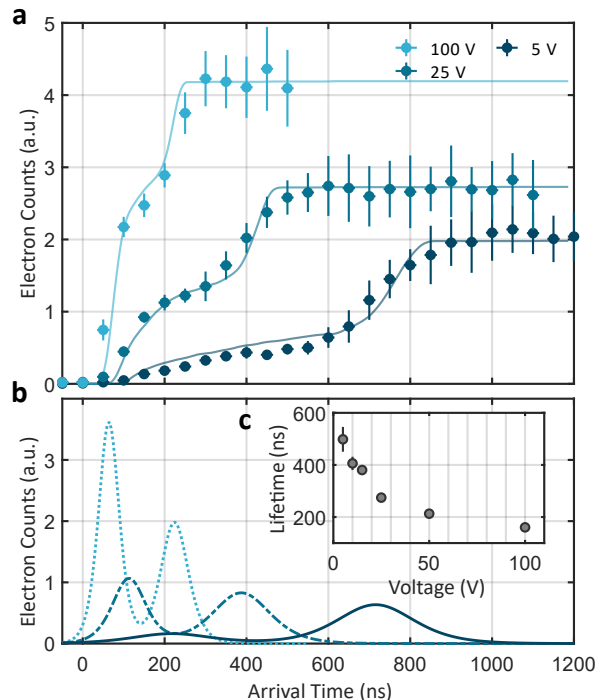 a
5
4
3
2
1
0
Electron Counts (a.u.)
100 V
5 V
25 V
b
3
2
1
0
Electron Counts (a.u.)
0
200
400
600
800
1000
1200
Arrival Time (ns)
c
600
400
200
Lifetime (ns)
0
50
100
Voltage (V)